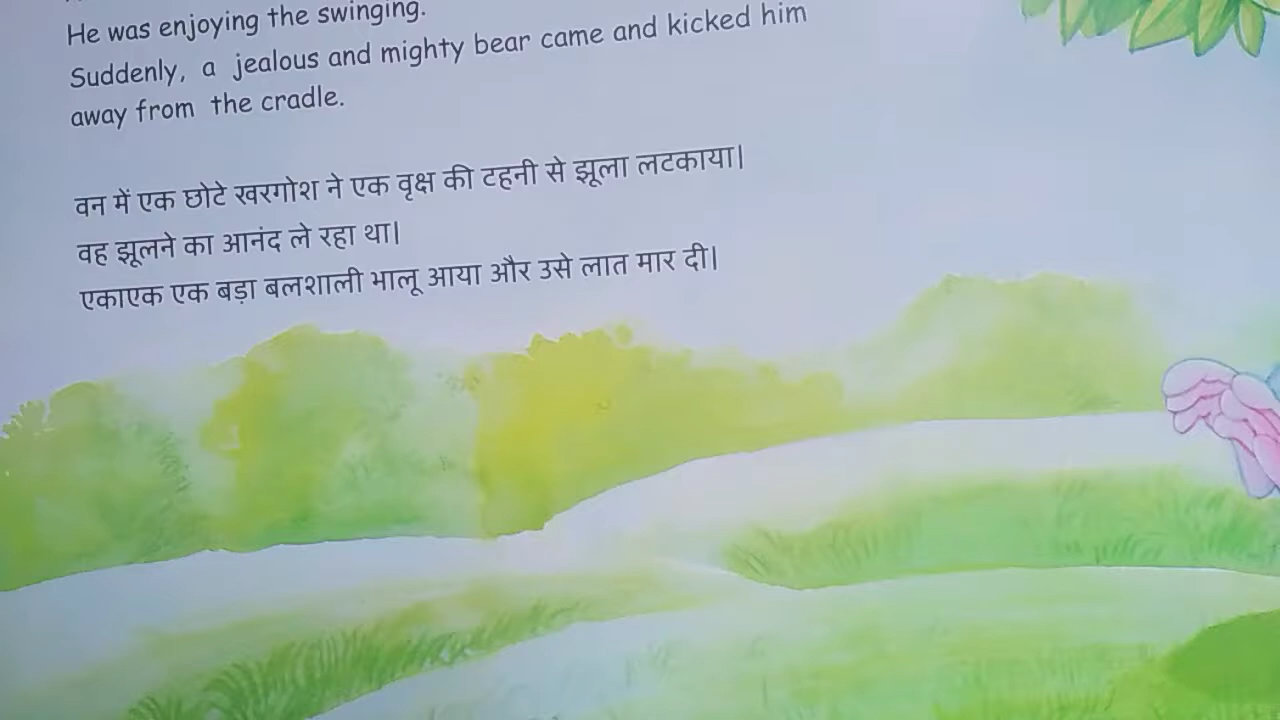 He was enjoying the swinging.
Suddenly, a jealous and mighty bear came and kicked him
away from the cradle.
वन में एक छोटे खरगोश ने एक वृक्ष की टहनी से झूला लटकाया।
वह झूलने का आनंद ले रहा था।
एकाएक एक बड़ा बलशाली भालू आया और उसे लात मार दी।